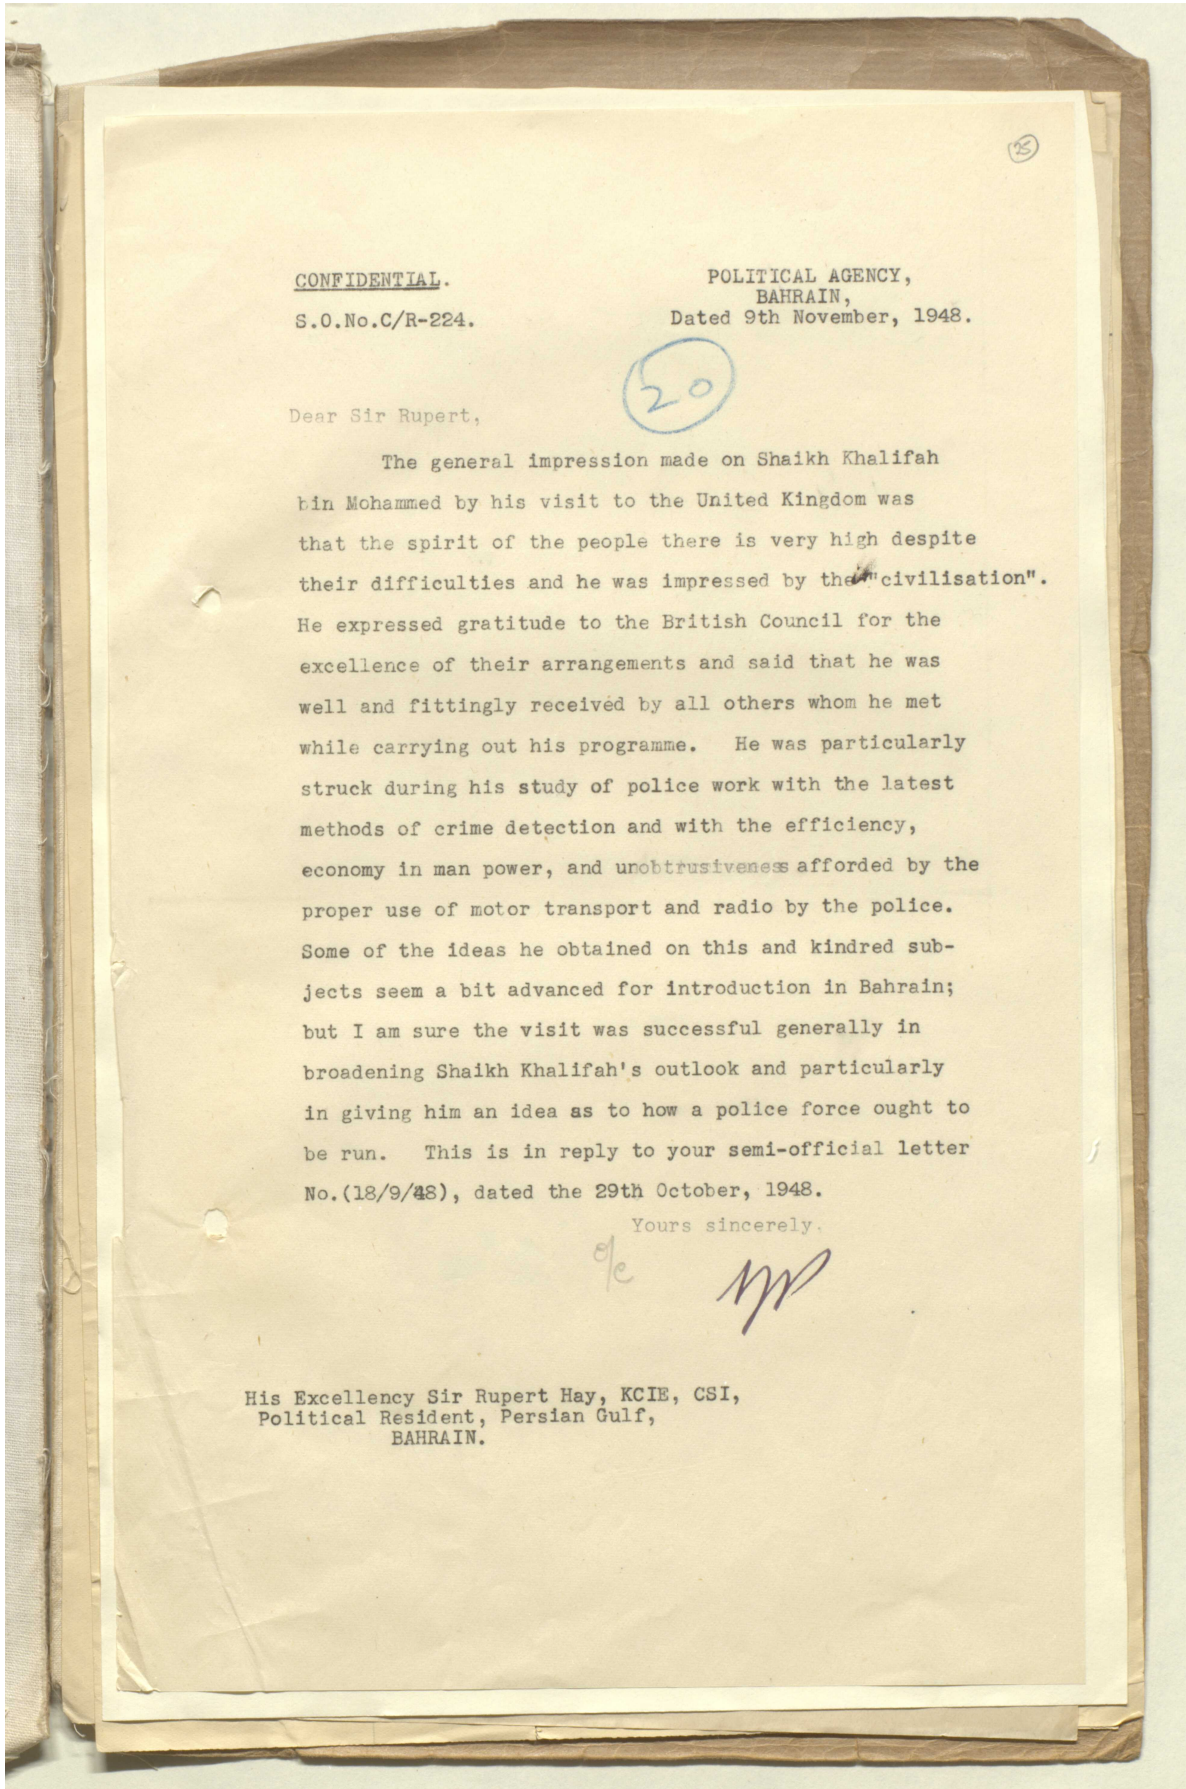 25
CONFIDENTIAL.
POLITICAL AGENCY,
BAHRAIN,
S.O.No.C/R-224.
Dated 9th November, 1948.
20
Dear Sir Rupert,
The general impression made on Shaikh Khalifah
bin Mohammed by his visit to the United Kingdom was
that the spirit of the people there is very high despite
their difficulties and he was impressed by the "civilisation".
He expressed gratitude to the British Council for the
excellence of their arrangements and said that he was
well and fittingly received by all others whom he met
while carrying out his programme. He was particularly
struck during his study of police work with the latest
methods of crime detection and with the efficiency,
economy in man power, and unobtrusiveness afforded by the
proper use of motor transport and radio by the police.
Some of the ideas he obtained on this and kindred sub-
jects seem a bit advanced for introduction in Bahrain;
but I am sure the visit was successful generally in
broadening Shaikh Khalifah's outlook and particularly
in giving him an idea as to how a police force ought to
be run. This is in reply to your semi-official letter
No.(18/9/48), dated the 29th October, 1948.
Yours sincerely.
o/c
His Excellency Sir Rupert Hay, KCIE, CSI,
Political Resident, Persian Gulf,
BAHRAIN.